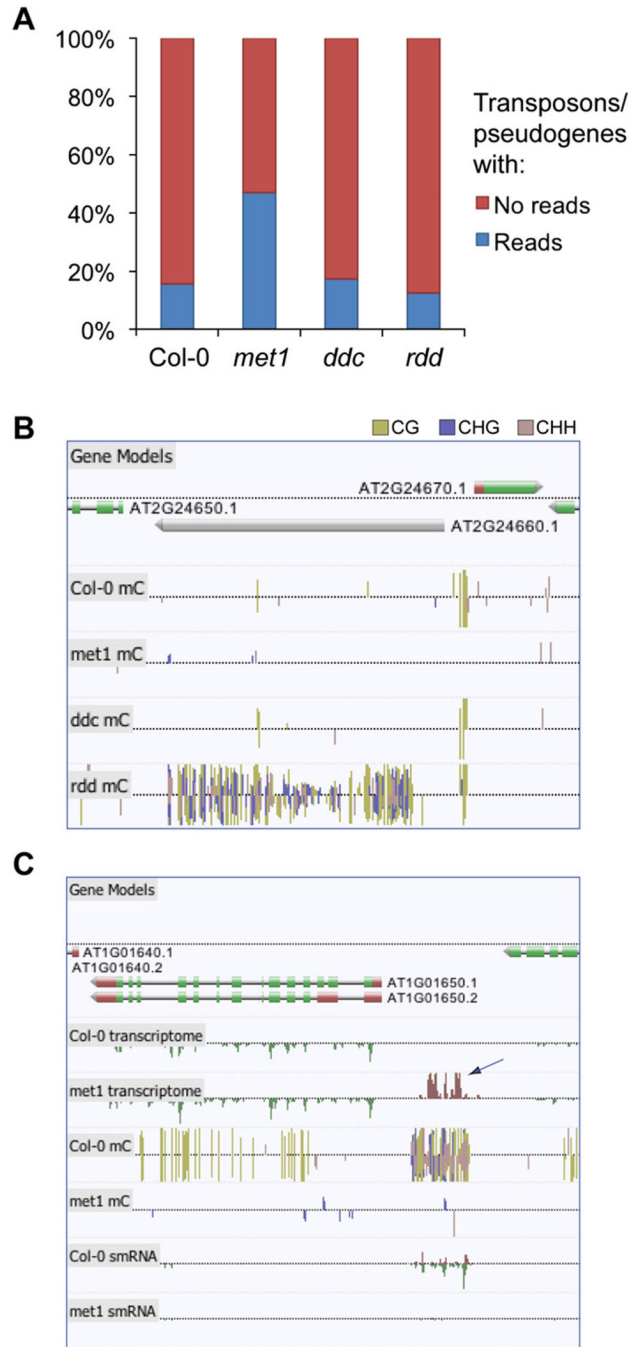 A
100%
80%
60%
40%
20%
0%
Col-0 met1 ddc rdd
Transposons/
pseudogenes
with:
No reads
Reads
B
CG CHG CHH
Gene Models
AT2G24670.1
AT2G24650.1
AT2G24660.1
Col-0 mC
met1 mC
ddc mC
rdd mC
C
Gene Models
AT1G01640.1
AT1G01640.2
AT1G01650.1
AT1G01650.2
Col-0 transcriptome
met1 transcriptome
Col-0 mC
met1 mC
Col-0 smRNA
met1 smRNA